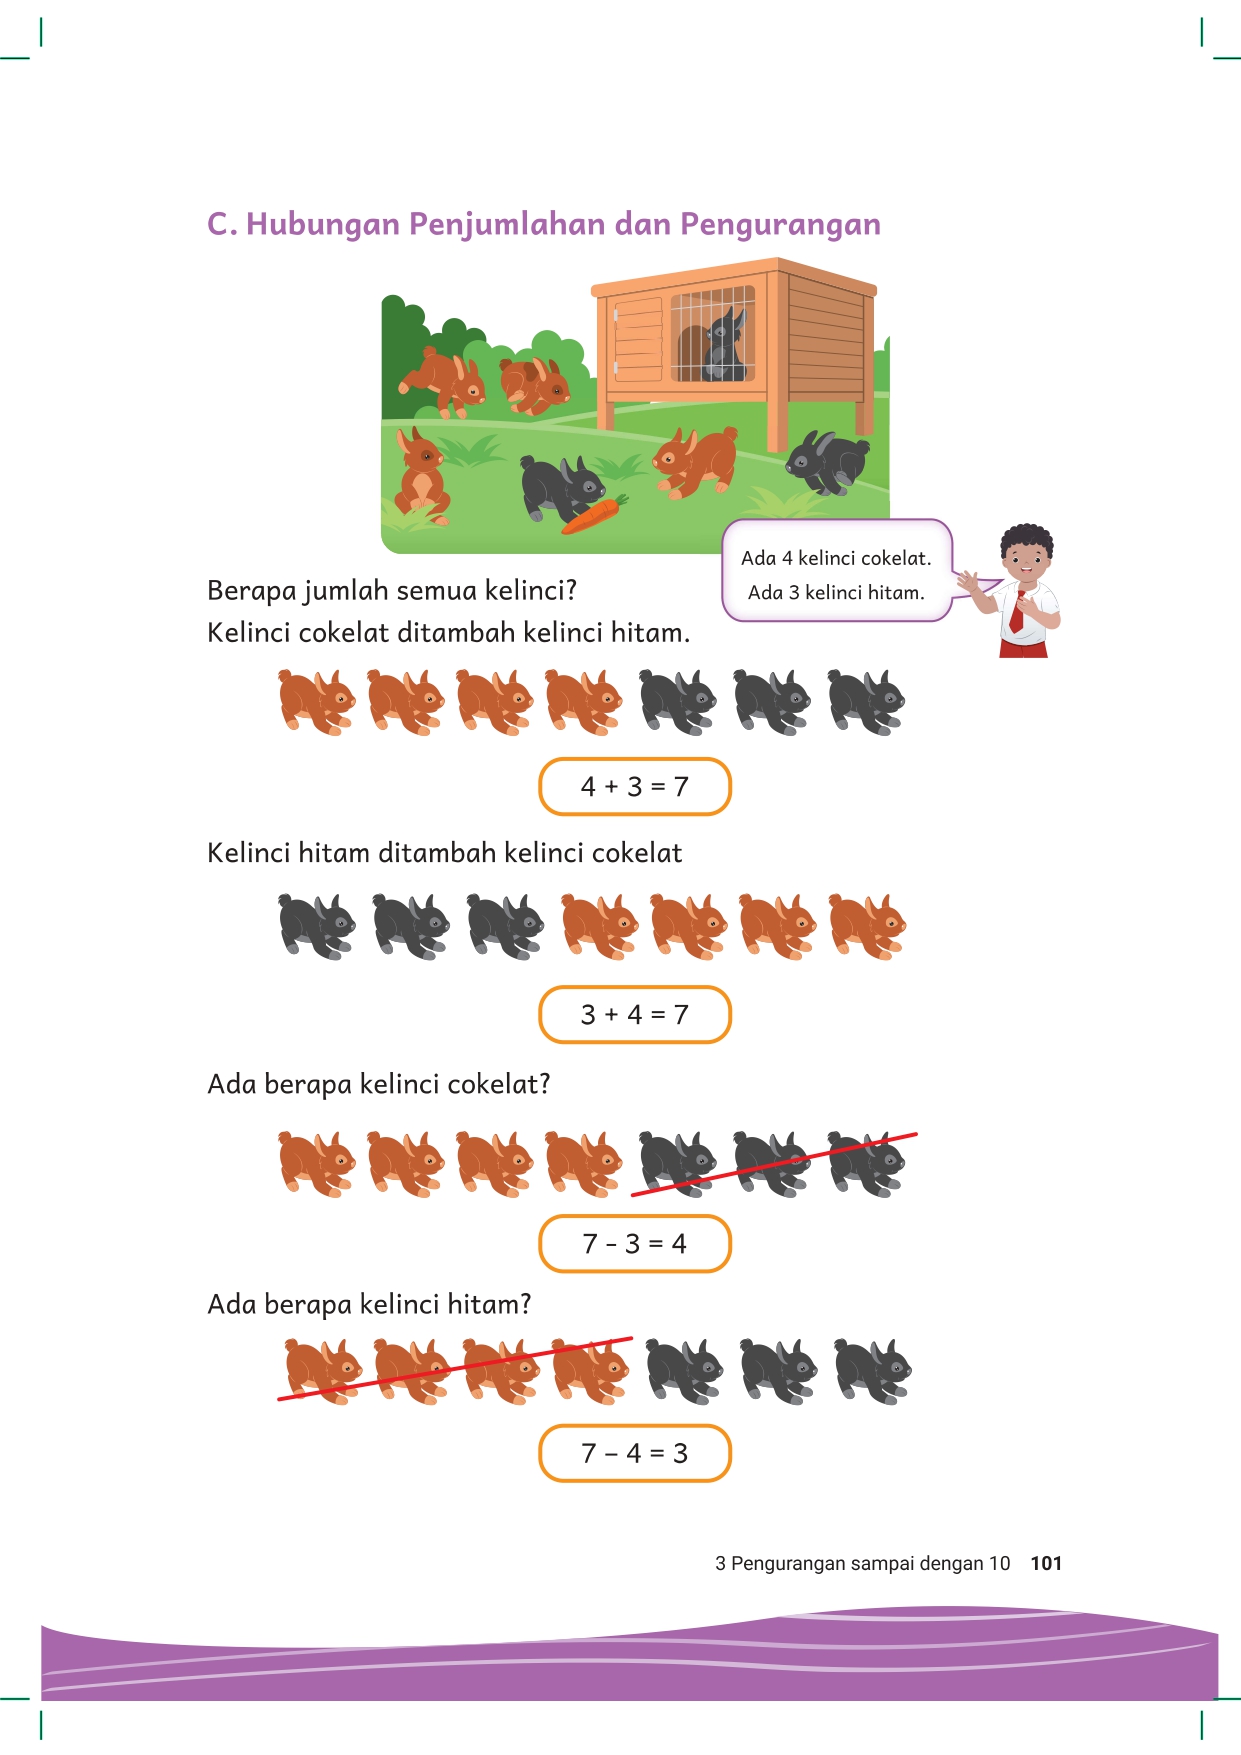 C. Hubungan Penjumlahan dan Pengurangan
Ada 4 kelinci cokelat.
Ada 3 kelinci hitam.
Berapa jumlah semua kelinci?
Kelinci cokelat ditambah kelinci hitam.
4 + 3 = 7
Kelinci hitam ditambah kelinci cokelat
3 + 4 = 7
Ada berapa kelinci cokelat?
7 – 3 = 4
Ada berapa kelinci hitam?
7 – 4 = 3
3 Pengurangan sampai dengan 10 101